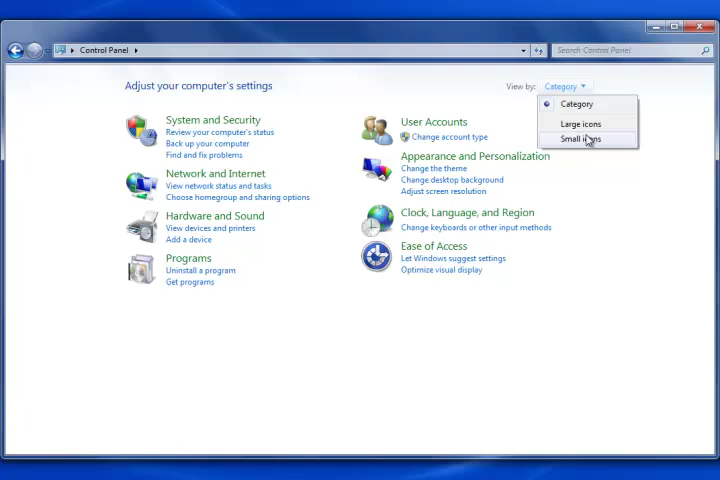 Control Panel
Search Control Panel
Adjust your computer's settings
View by: Category
Category
Large icons
Small icons
System and Security
Review your computer's status
Back up your computer
Find and fix problems
Network and Internet
View network status and tasks
Choose homegroup and sharing options
Hardware and Sound
View devices and printers
Add a device
Programs
Uninstall a program
Get programs
User Accounts
Change account type
Appearance and Personalization
Change the theme
Change desktop background
Adjust screen resolution
Clock, Language, and Region
Change keyboards or other input methods
Ease of Access
Let Windows suggest settings
Optimize visual display